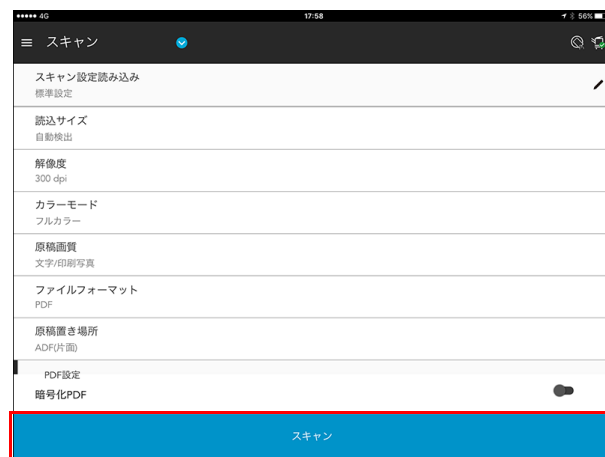 4G 17:58 56%
スキャン
スキャン設定読み込み
標準設定
読込サイズ
自動検出
解像度
300 dpi
カラーモード
フルカラー
原稿画質
文字/印刷写真
ファイルフォーマット
PDF
原稿置き場所
ADF(片面)
PDF設定
暗号化PDF
スキャン